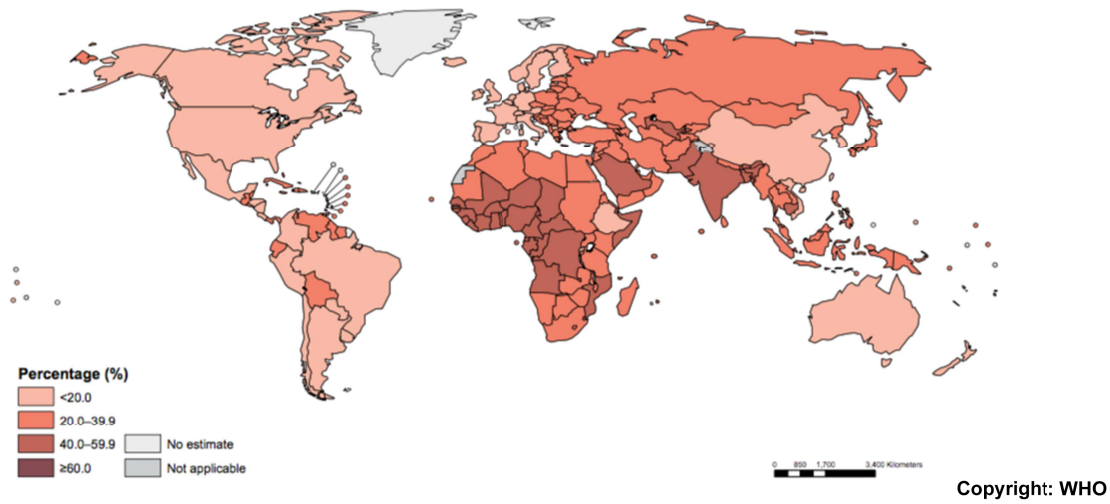 Percentage (%)
<20.0
20.0–39.9
40.0–59.9
≥60.0
No estimate
Not applicable
0 850 1,700 3,400 Kilometers
Copyright: WHO